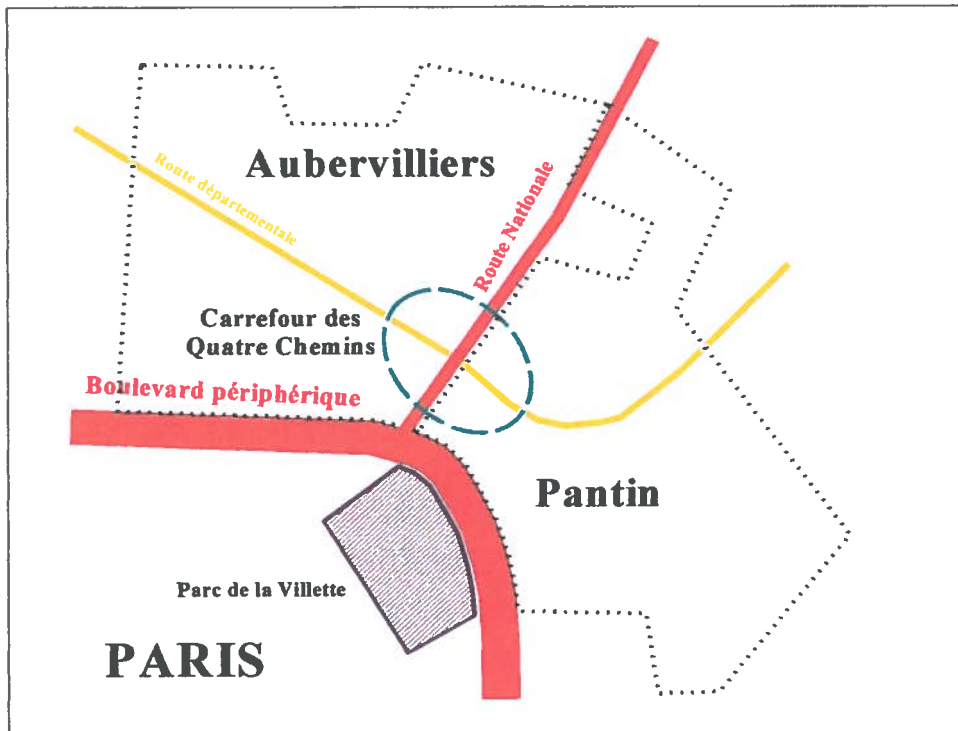 Aubervilliers
Route départementale
Route Nationale
Carrefour des
Quatre Chemins
Boulevard périphérique
Pantin
Parc de la Villette
PARIS